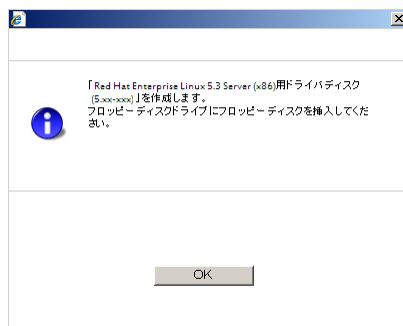 「Red Hat Enterprise Linux 5.3 Server (x86)用ドライバディスク
(5.xx-xxx)」を作成します。
フロッピーディスクドライブにフロッピーディスクを挿入してくだ
さい。
OK